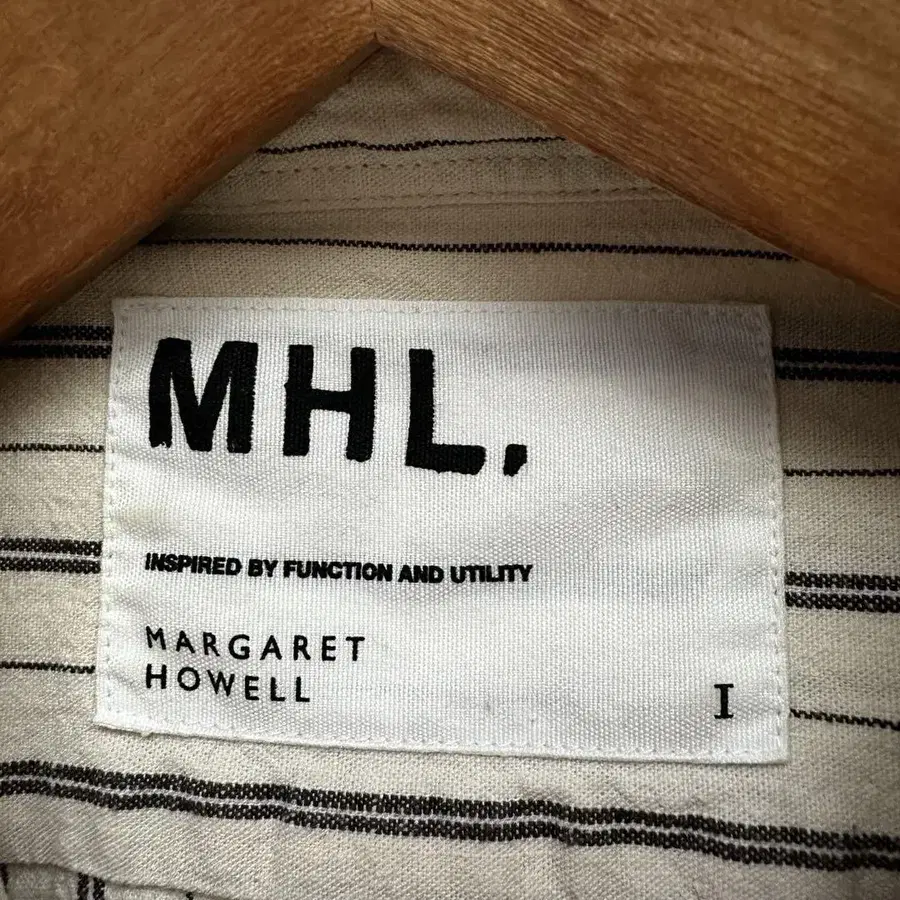 MHL.
INSPIRED BY FUNCTION AND UTILITY
MARGARET
HOWELL
I